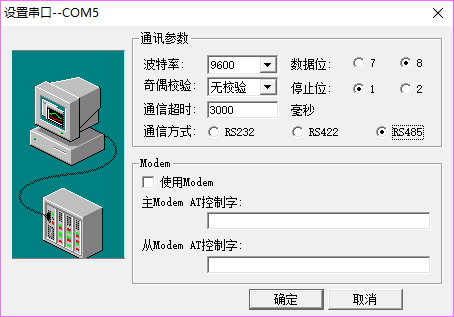 设置串口--COM5
通讯参数
波特率: 9600 数据位: 7 8
奇偶校验: 无校验 停止位: 1 2
通信超时: 3000 毫秒
通信方式: RS232 RS422 RS485
Modem
使用Modem
主Modem AT控制字:
从Modem AT控制字:
确定 取消